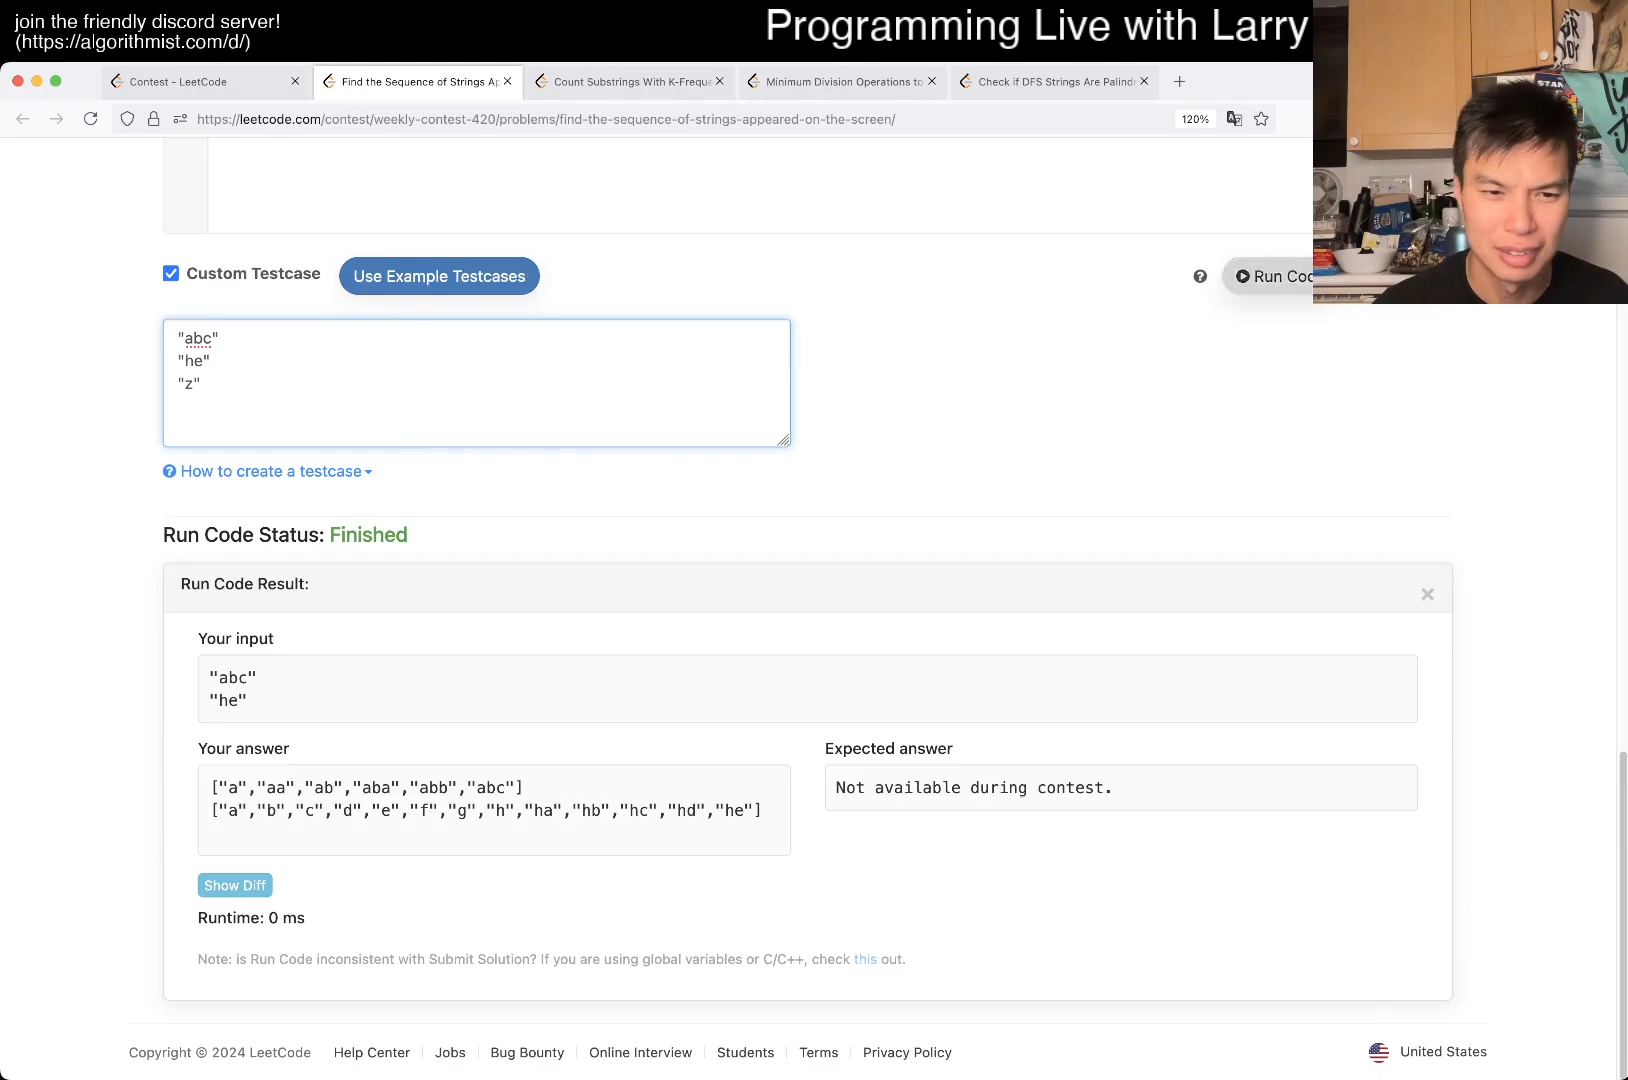 join the friendly discord server!
(https://algorithmist.com/d/)
Programming Live with Larry
Contest - LeetCode
Find the Sequence of Strings Ap
Count Substrings With K-Freque
Minimum Division Operations to
Check if DFS Strings Are Palindr
https://leetcode.com/contest/weekly-contest-420/problems/find-the-sequence-of-strings-appeared-on-the-screen/
120%
Custom Testcase
Use Example Testcases
Run Coc
"abc"
"he"
"z"
How to create a testcase
Run Code Status: Finished
Run Code Result:
Your input
"abc"
"he"
Your answer
Expected answer
["a","aa","ab","aba","abb","abc"]
["a","b","c","d","e","f","g","h","ha","hb","hc","hd","he"]
Not available during contest.
Show Diff
Runtime: 0 ms
Note: is Run Code inconsistent with Submit Solution? If you are using global variables or C/C++, check this out.
Copyright © 2024 LeetCode
Help Center
Jobs
Bug Bounty
Online Interview
Students
Terms
Privacy Policy
United States